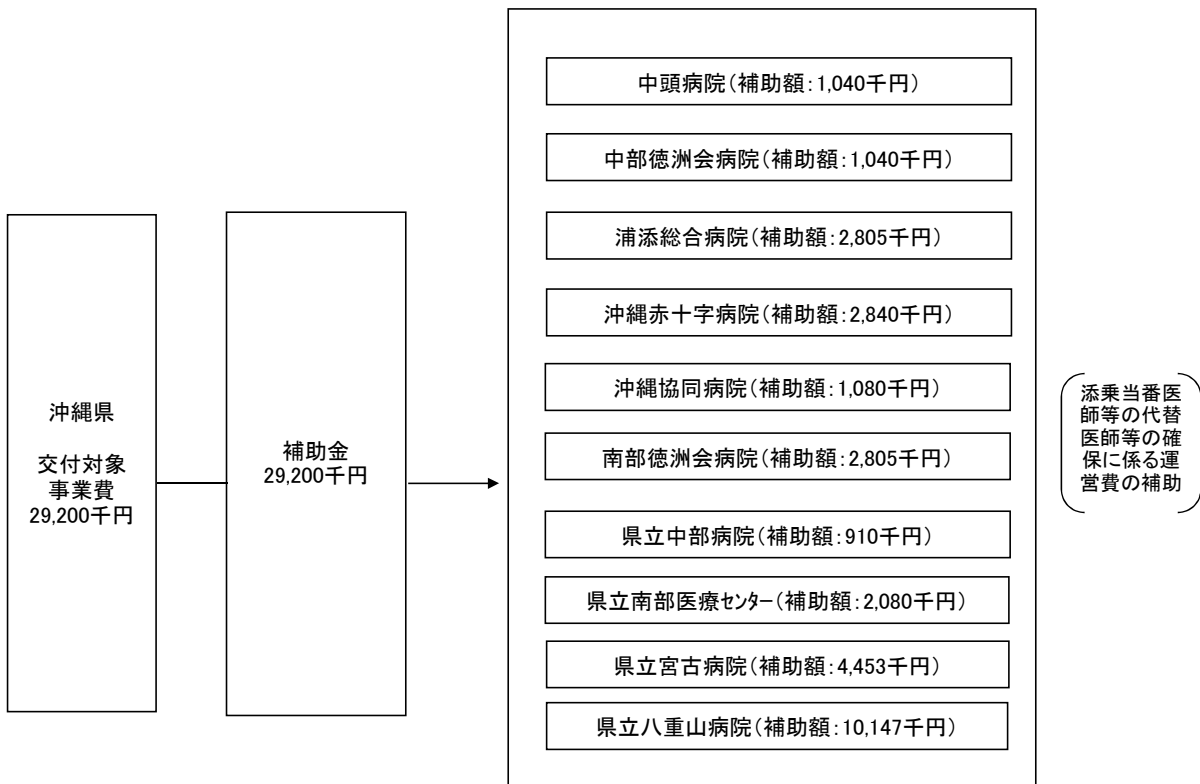 沖縄県
交付対象
事業費
29,200千円
補助金
29,200千円
中頭病院(補助額:1,040千円)
中部徳洲会病院(補助額:1,040千円)
浦添総合病院(補助額:2,805千円)
沖縄赤十字病院(補助額:2,840千円)
沖縄協同病院(補助額:1,080千円)
南部徳洲会病院(補助額:2,805千円)
県立中部病院(補助額:910千円)
県立南部医療センター(補助額:2,080千円)
県立宮古病院(補助額:4,453千円)
県立八重山病院(補助額:10,147千円)
添乗当番医
師等の代替
医師等の確
保に係る運
営費の補助